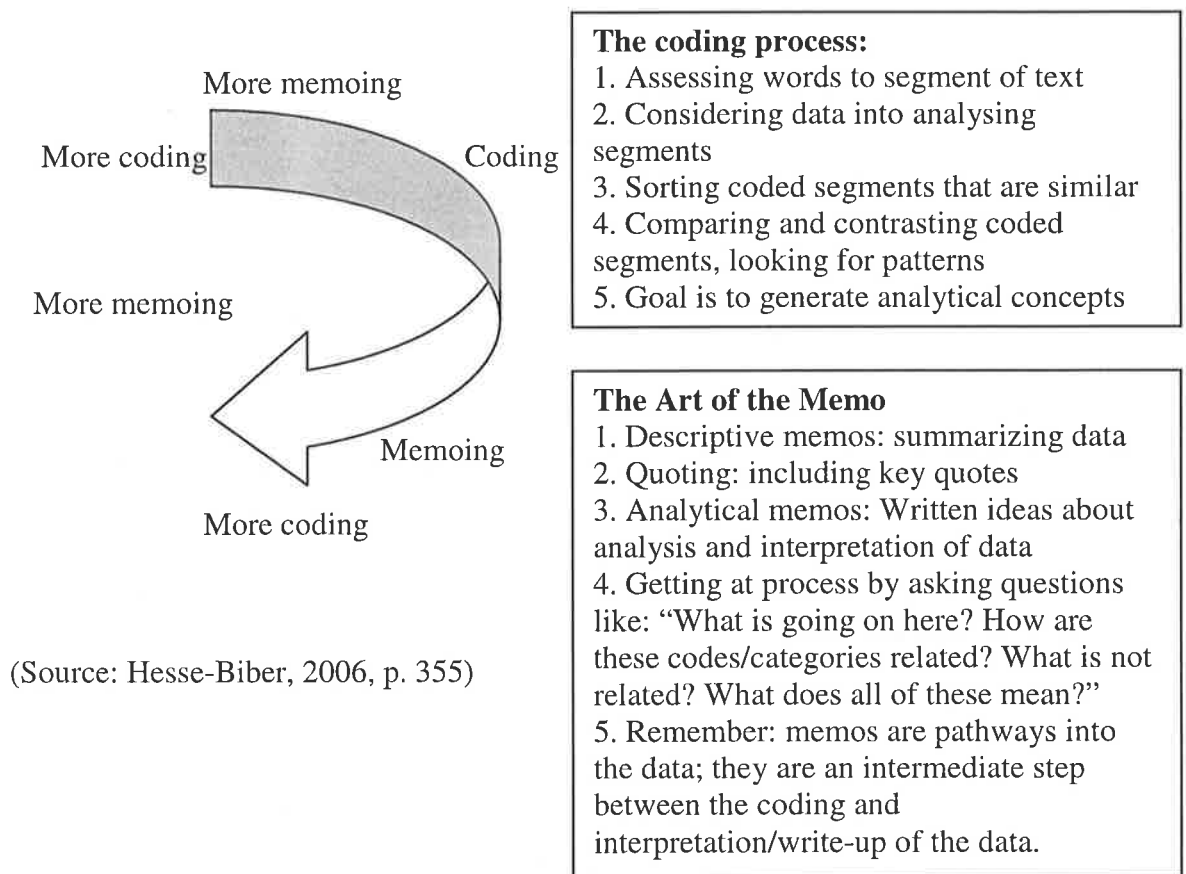 More memoing
More coding
Coding
More memoing
Memoing
More coding
(Source: Hesse-Biber, 2006, p. 355)
The coding process:
1. Assessing words to segment of text
2. Considering data into analysing
segments
3. Sorting coded segments that are similar
4. Comparing and contrasting coded
segments, looking for patterns
5. Goal is to generate analytical concepts
The Art of the Memo
1. Descriptive memos: summarizing data
2. Quoting: including key quotes
3. Analytical memos: Written ideas about
analysis and interpretation of data
4. Getting at process by asking questions
like: “What is going on here? How are
these codes/categories related? What is not
related? What does all of these mean?”
5. Remember: memos are pathways into
the data; they are an intermediate step
between the coding and
interpretation/write-up of the data.